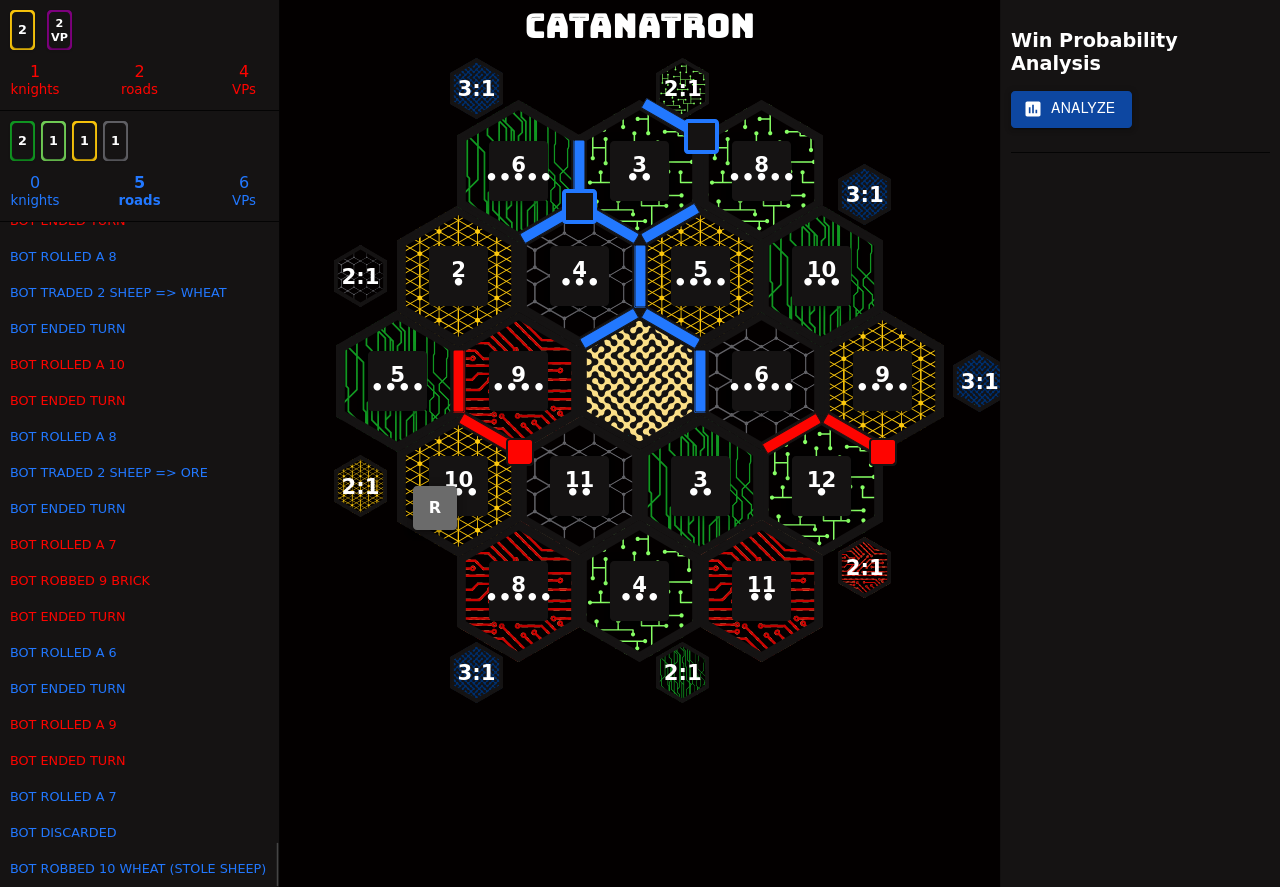 CATANATRON
2
2
VP
1
2
4
knights
roads
VPs
2
1
1
1
0
5
6
knights
roads
VPs
BOT ENDED TURN
BOT ROLLED A 8
BOT TRADED 2 SHEEP => WHEAT
BOT ENDED TURN
BOT ROLLED A 10
BOT ENDED TURN
BOT ROLLED A 8
BOT TRADED 2 SHEEP => ORE
BOT ENDED TURN
BOT ROLLED A 7
BOT ROBBED 9 BRICK
BOT ENDED TURN
BOT ROLLED A 6
BOT ENDED TURN
BOT ROLLED A 9
BOT ENDED TURN
BOT ROLLED A 7
BOT DISCARDED
BOT ROBBED 10 WHEAT (STOLE SHEEP)
3:1
2:1
6
3
8
3:1
2:1
2
4
5
10
5
9
6
9
3:1
2:1
10
11
3
12
R
8
4
11
2:1
3:1
2:1
Win Probability
Analysis
ANALYZE